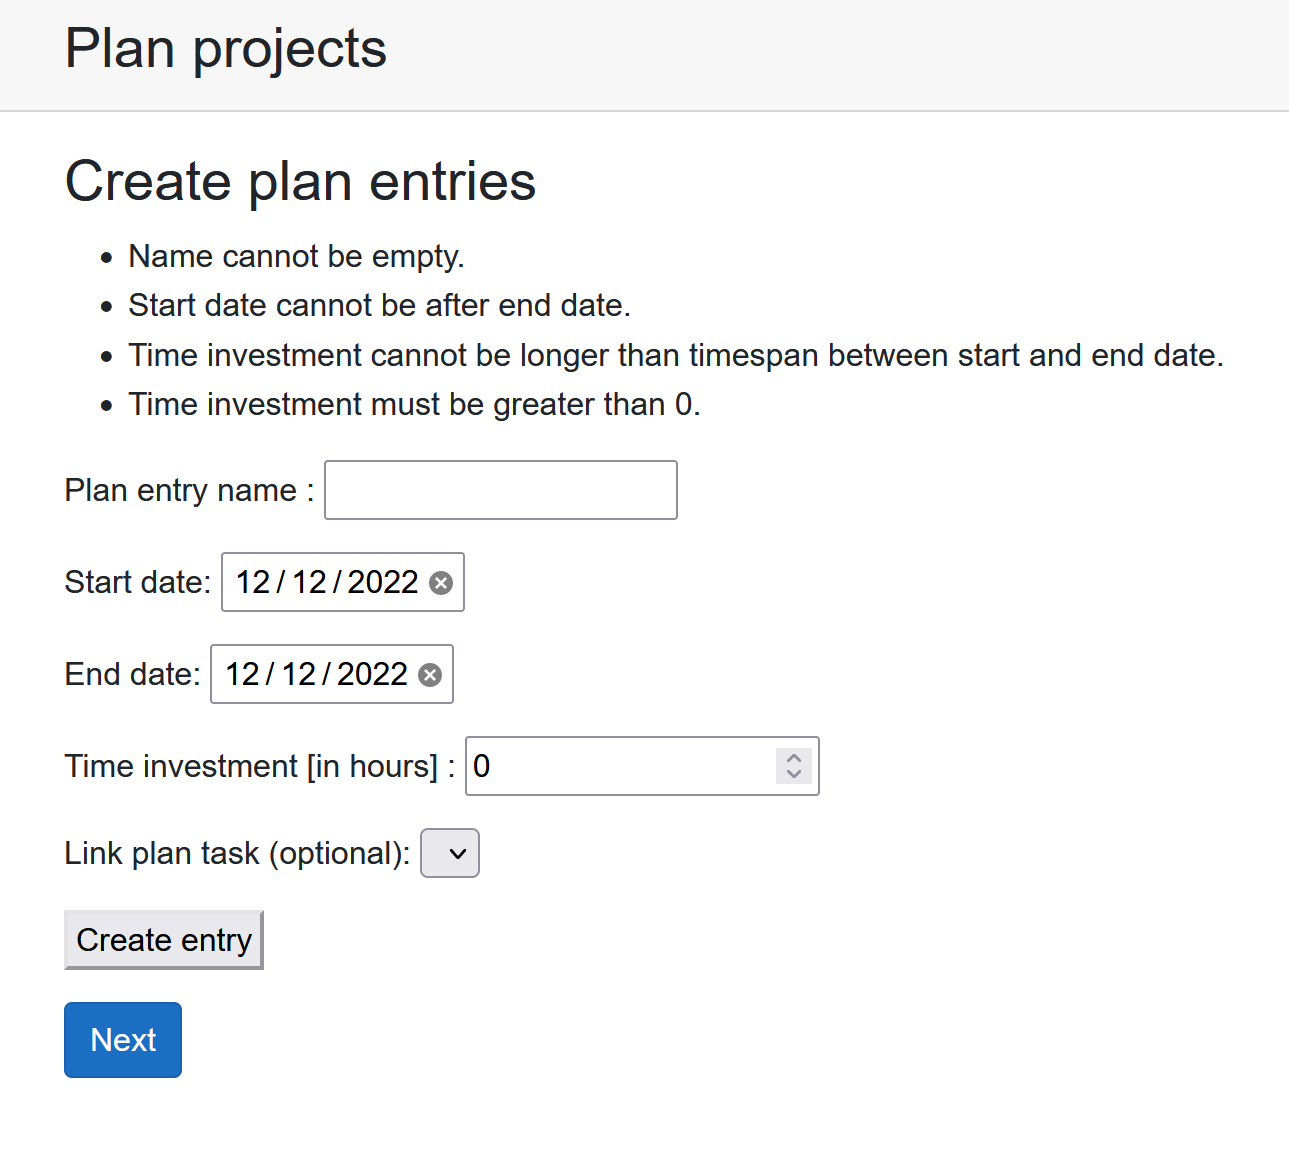 Plan projects
Create plan entries
• Name cannot be empty.
• Start date cannot be after end date.
• Time investment cannot be longer than timespan between start and end date.
• Time investment must be greater than 0.
Plan entry name :
Start date: 12 / 12 / 2022
End date: 12 / 12 / 2022
Time investment [in hours] : 0
Link plan task (optional):
Create entry
Next